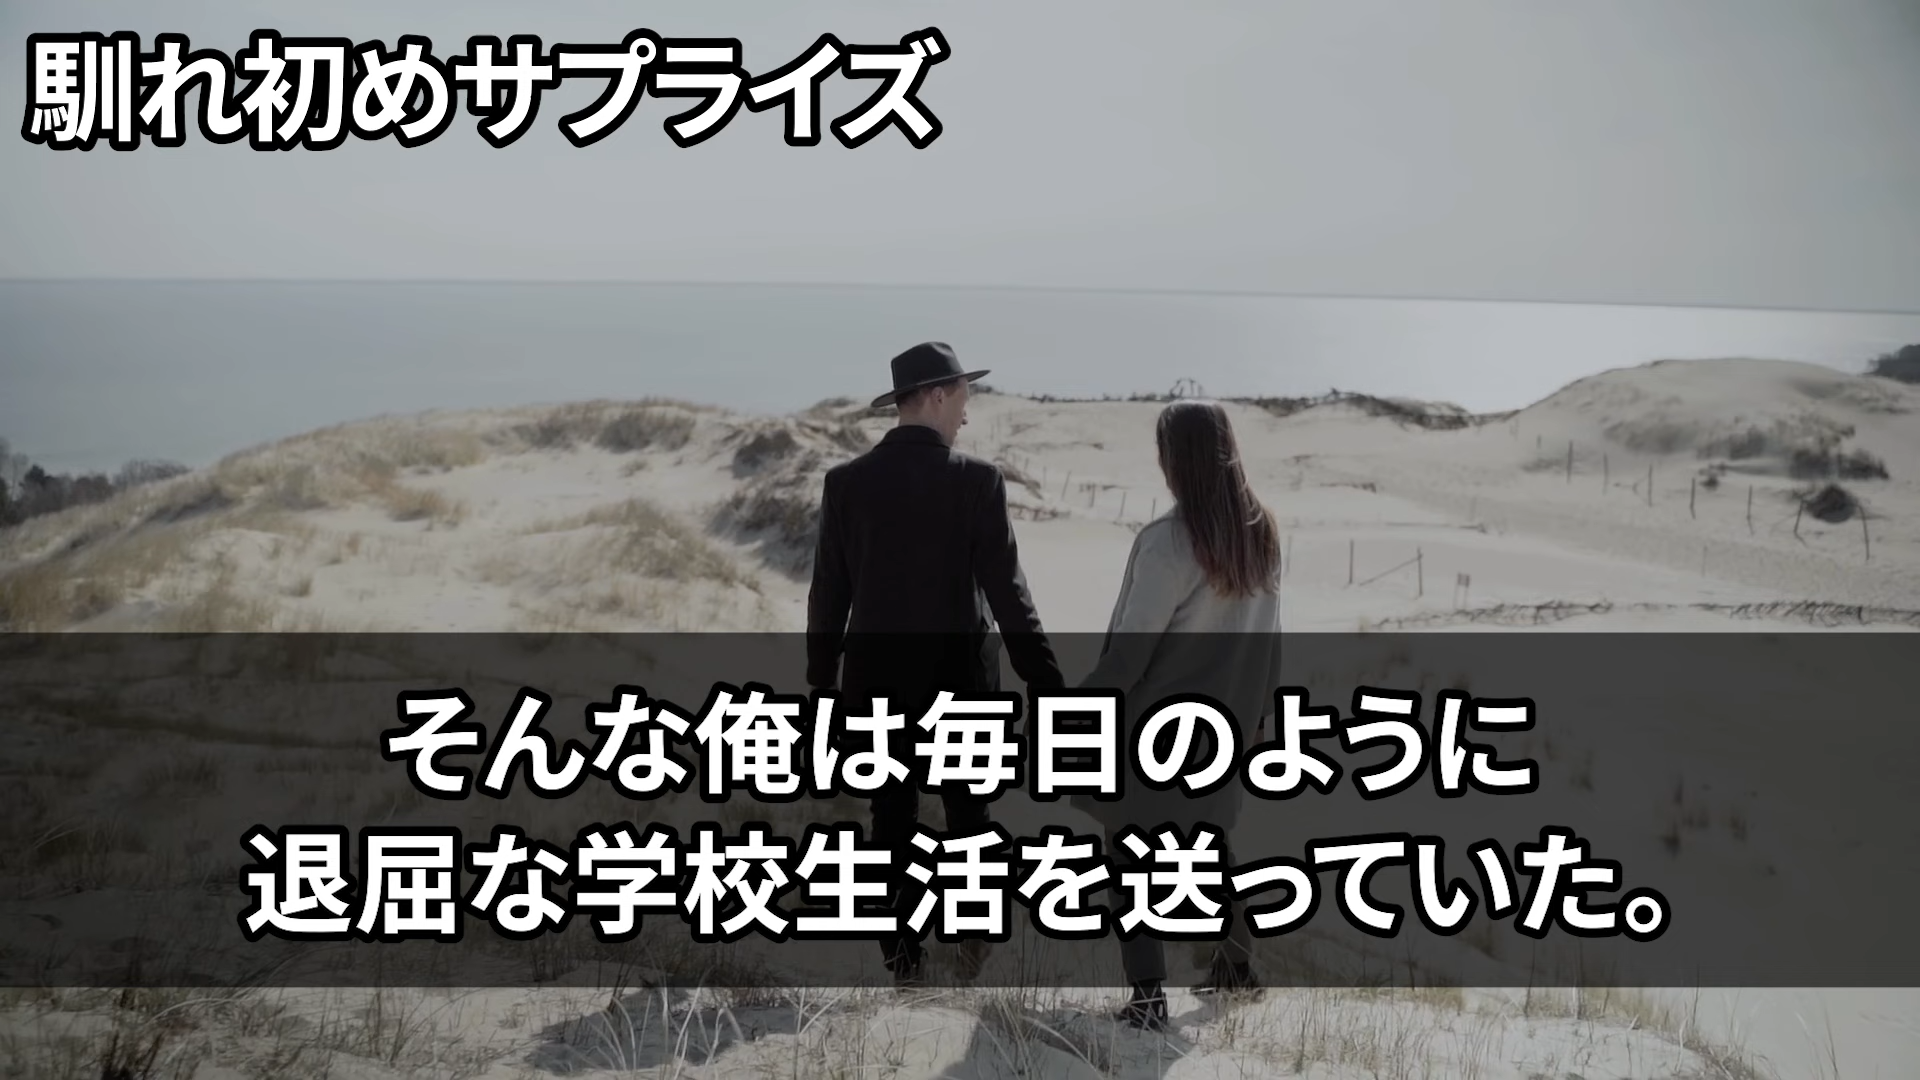 馴れ初めサプライズ
そんな俺は毎日のように
退屈な学校生活を送っていた。